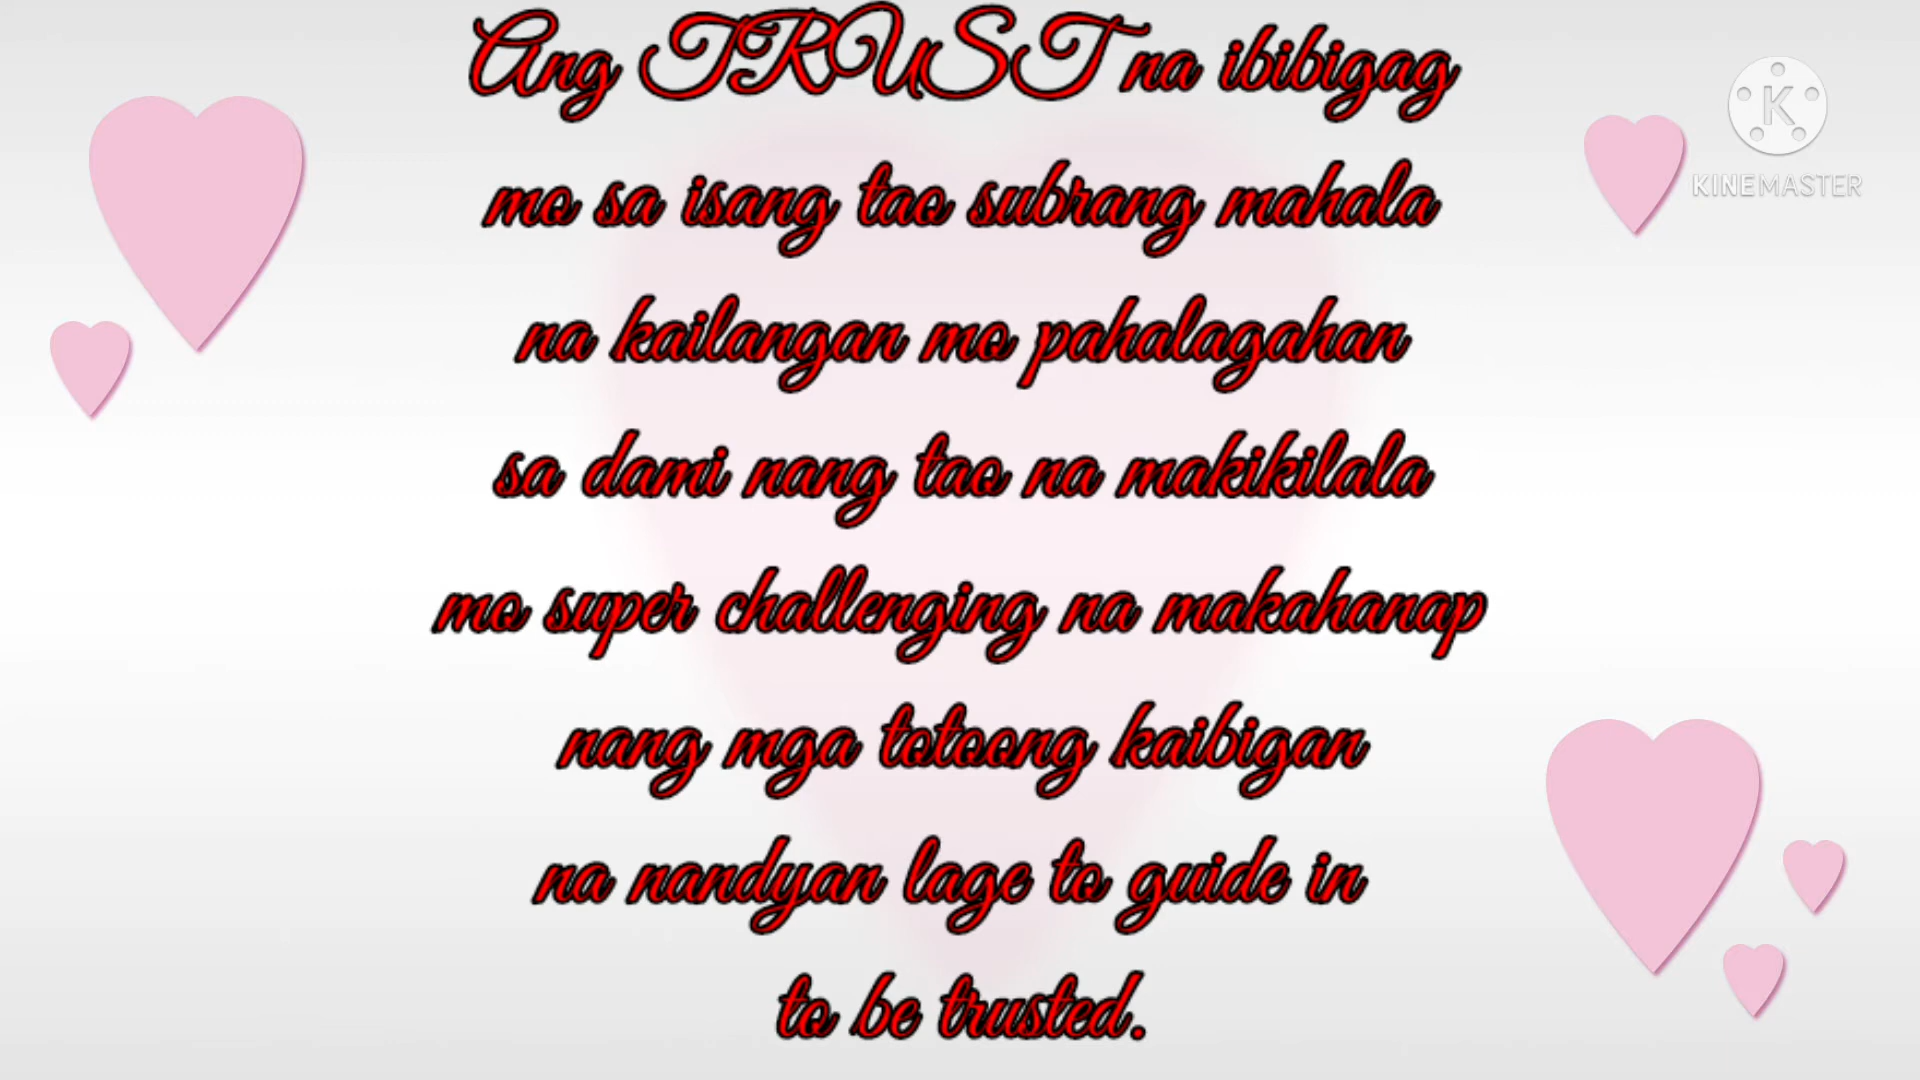 Ang TRUST na ibibigag
mo sa isang tao subrang mahala
na kailangan mo pahalagahan
sa dami nang tao na makikilala
mo super challenging na makahanap
nang mga totoong kaibigan
na nandyan lage to guide in
to be trusted.
K
KINEMASTER